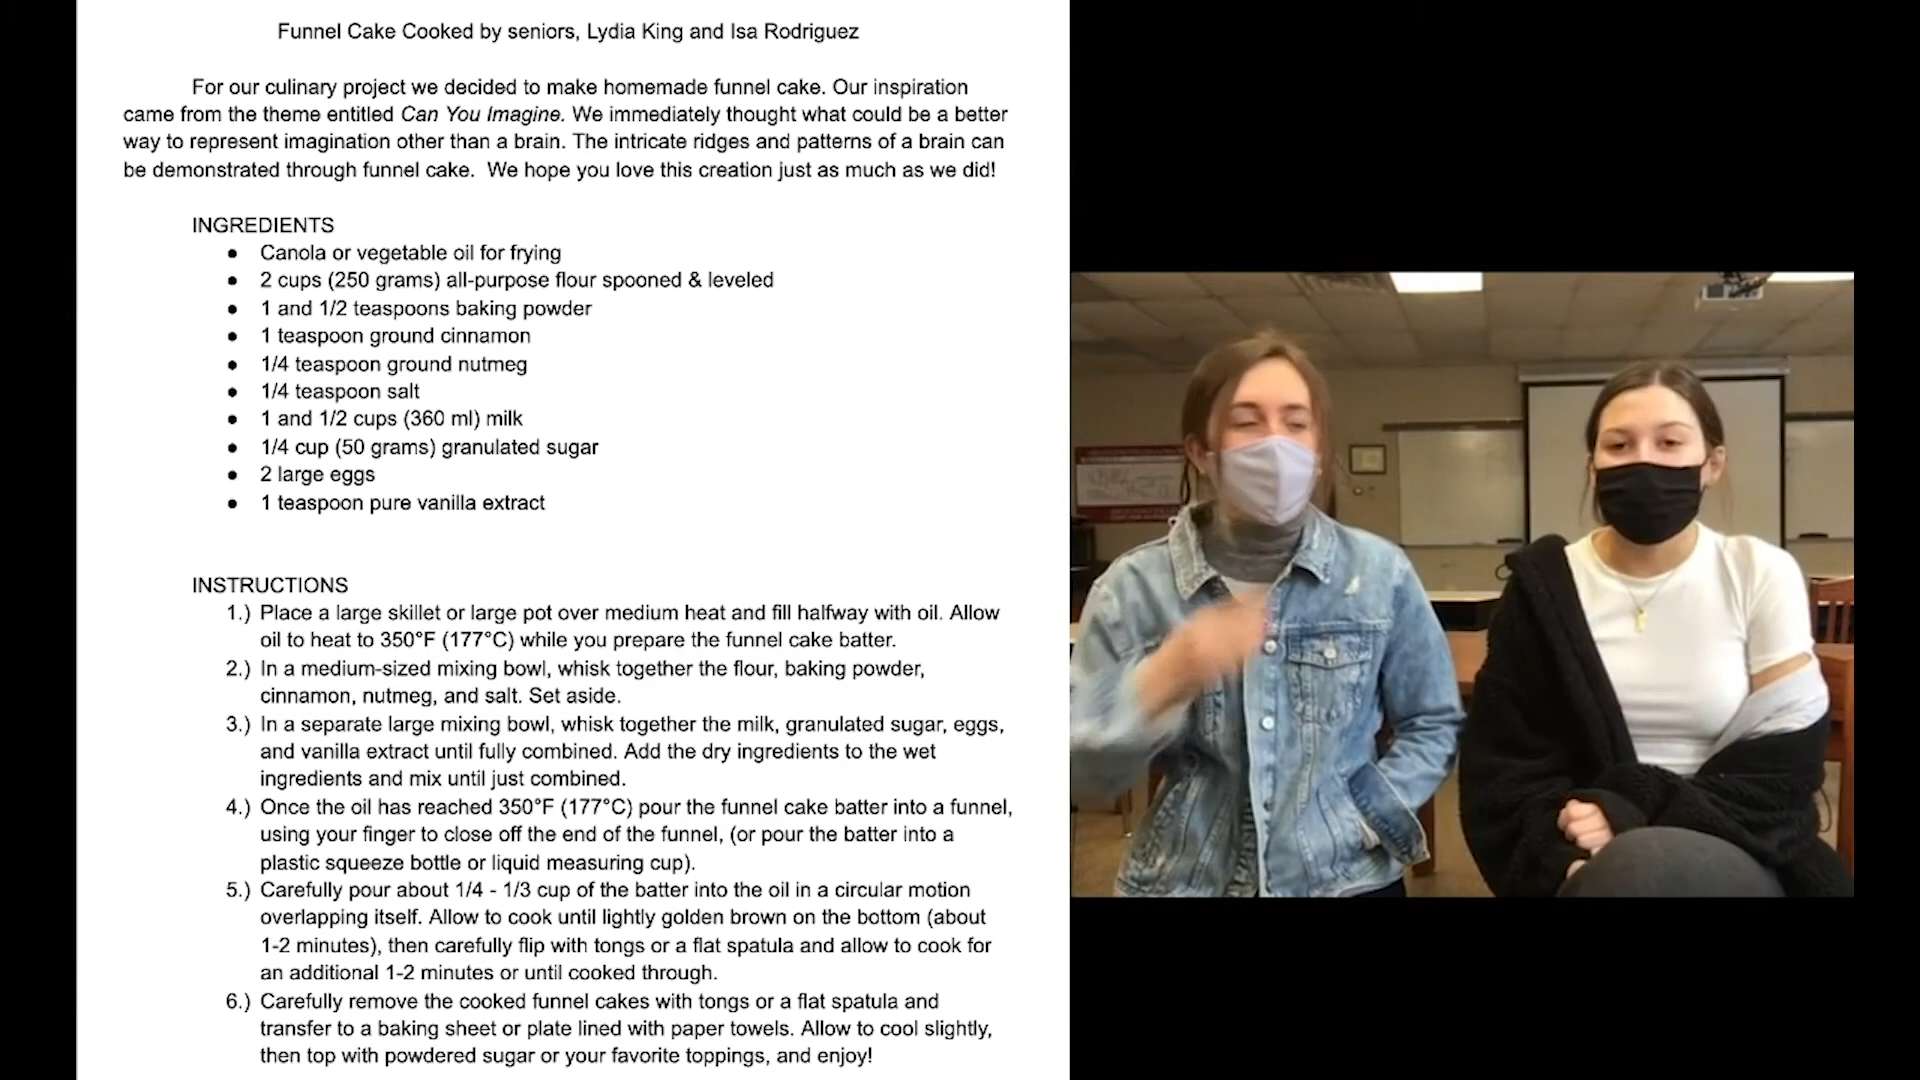 Funnel Cake Cooked by seniors, Lydia King and Isa Rodriguez
For our culinary project we decided to make homemade funnel cake. Our inspiration
came from the theme entitled Can You Imagine. We immediately thought what could be a better
way to represent imagination other than a brain. The intricate ridges and patterns of a brain can
be demonstrated through funnel cake.  We hope you love this creation just as much as we did!
INGREDIENTS
● Canola or vegetable oil for frying
● 2 cups (250 grams) all-purpose flour spooned & leveled
● 1 and 1/2 teaspoons baking powder
● 1 teaspoon ground cinnamon
● 1/4 teaspoon ground nutmeg
● 1/4 teaspoon salt
● 1 and 1/2 cups (360 ml) milk
● 1/4 cup (50 grams) granulated sugar
● 2 large eggs
● 1 teaspoon pure vanilla extract
INSTRUCTIONS
1.) Place a large skillet or large pot over medium heat and fill halfway with oil. Allow
oil to heat to 350°F (177°C) while you prepare the funnel cake batter.
2.) In a medium-sized mixing bowl, whisk together the flour, baking powder,
cinnamon, nutmeg, and salt. Set aside.
3.) In a separate large mixing bowl, whisk together the milk, granulated sugar, eggs,
and vanilla extract until fully combined. Add the dry ingredients to the wet
ingredients and mix until just combined.
4.) Once the oil has reached 350°F (177°C) pour the funnel cake batter into a funnel,
using your finger to close off the end of the funnel, (or pour the batter into a
plastic squeeze bottle or liquid measuring cup).
5.) Carefully pour about 1/4 - 1/3 cup of the batter into the oil in a circular motion
overlapping itself. Allow to cook until lightly golden brown on the bottom (about
1-2 minutes), then carefully flip with tongs or a flat spatula and allow to cook for
an additional 1-2 minutes or until cooked through.
6.) Carefully remove the cooked funnel cakes with tongs or a flat spatula and
transfer to a baking sheet or plate lined with paper towels. Allow to cool slightly,
then top with powdered sugar or your favorite toppings, and enjoy!